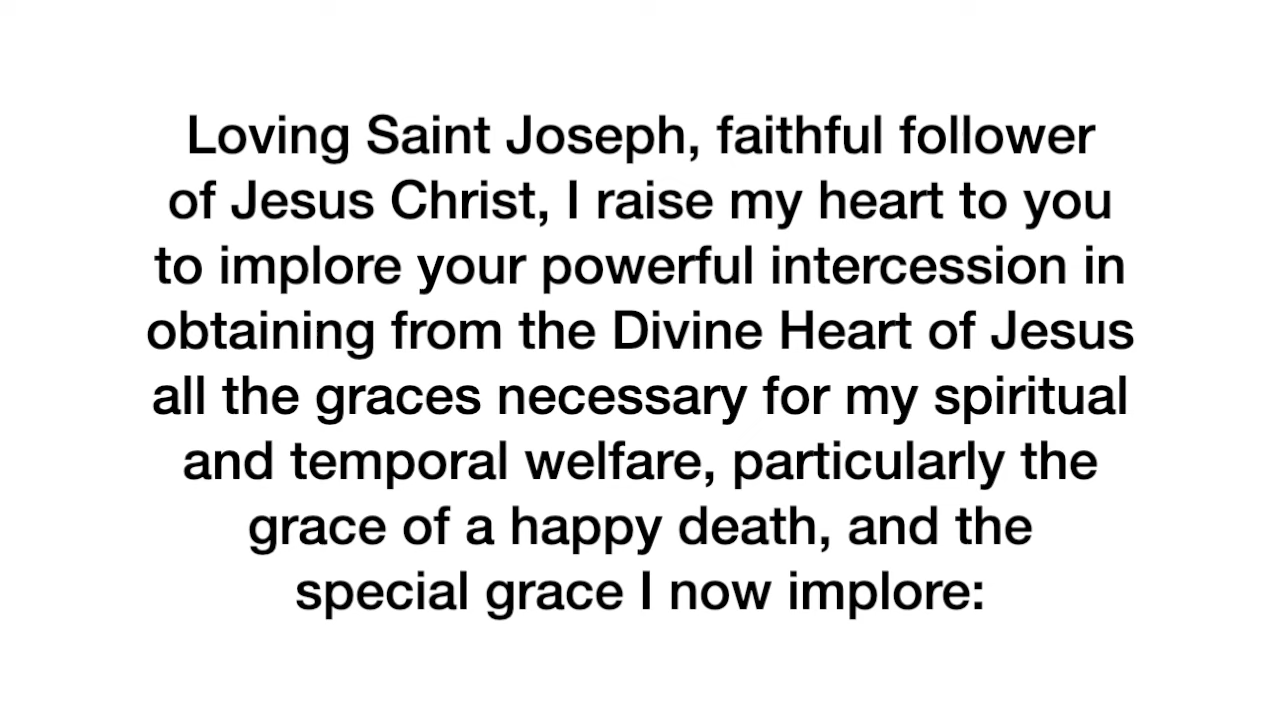 Loving Saint Joseph, faithful follower
of Jesus Christ, I raise my heart to you
to implore your powerful intercession in
obtaining from the Divine Heart of Jesus
all the graces necessary for my spiritual
and temporal welfare, particularly the
grace of a happy death, and the
special grace I now implore: